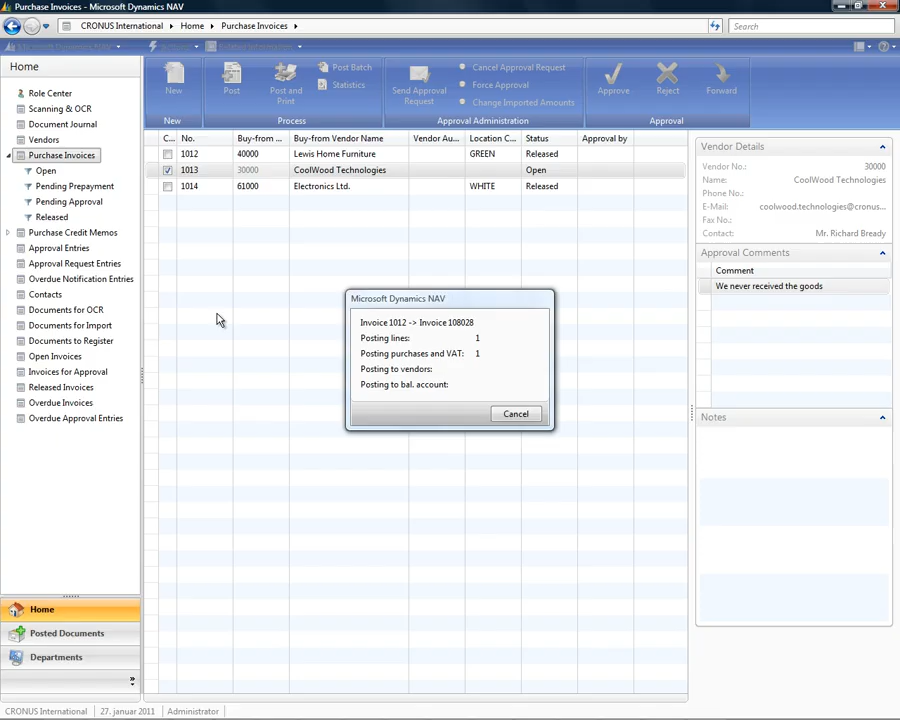 Purchase Invoices - Microsoft Dynamics NAV
CRONUS International
Home
Purchase Invoices
Search
Microsoft Dynamics NAV
Actions
Related Information
Home
Role Center
Scanning & OCR
Document Journal
Vendors
Purchase Invoices
Open
Pending Prepayment
Pending Approval
Released
Purchase Credit Memos
Approval Entries
Approval Request Entries
Overdue Notification Entries
Contacts
Documents for OCR
Documents for Import
Documents to Register
Open Invoices
Invoices for Approval
Released Invoices
Overdue Invoices
Overdue Approval Entries
Home
Posted Documents
Departments
New
New
Post
Post and Print
Post Batch
Statistics
Process
Send Approval Request
Cancel Approval Request
Force Approval
Change Imported Amounts
Approval Administration
Approve
Reject
Forward
Approval
C... No. Buy-from ... Buy-from Vendor Name Vendor Au... Location C... Status Approval by
1012 40000 Lewis Home Furniture GREEN Released
1013 30000 CoolWood Technologies Open
1014 61000 Electronics Ltd. WHITE Released
Microsoft Dynamics NAV
Invoice 1012 -> Invoice 108028
Posting lines: 1
Posting purchases and VAT: 1
Posting to vendors:
Posting to bal. account:
Cancel
Vendor Details
Vendor No.: 30000
Name: CoolWood Technologies
Phone No.:
E-Mail: coolwood.technologies@cronus...
Fax No.:
Contact: Mr. Richard Bready
Approval Comments
Comment
We never received the goods
Notes
CRONUS International
27. januar 2011
Administrator